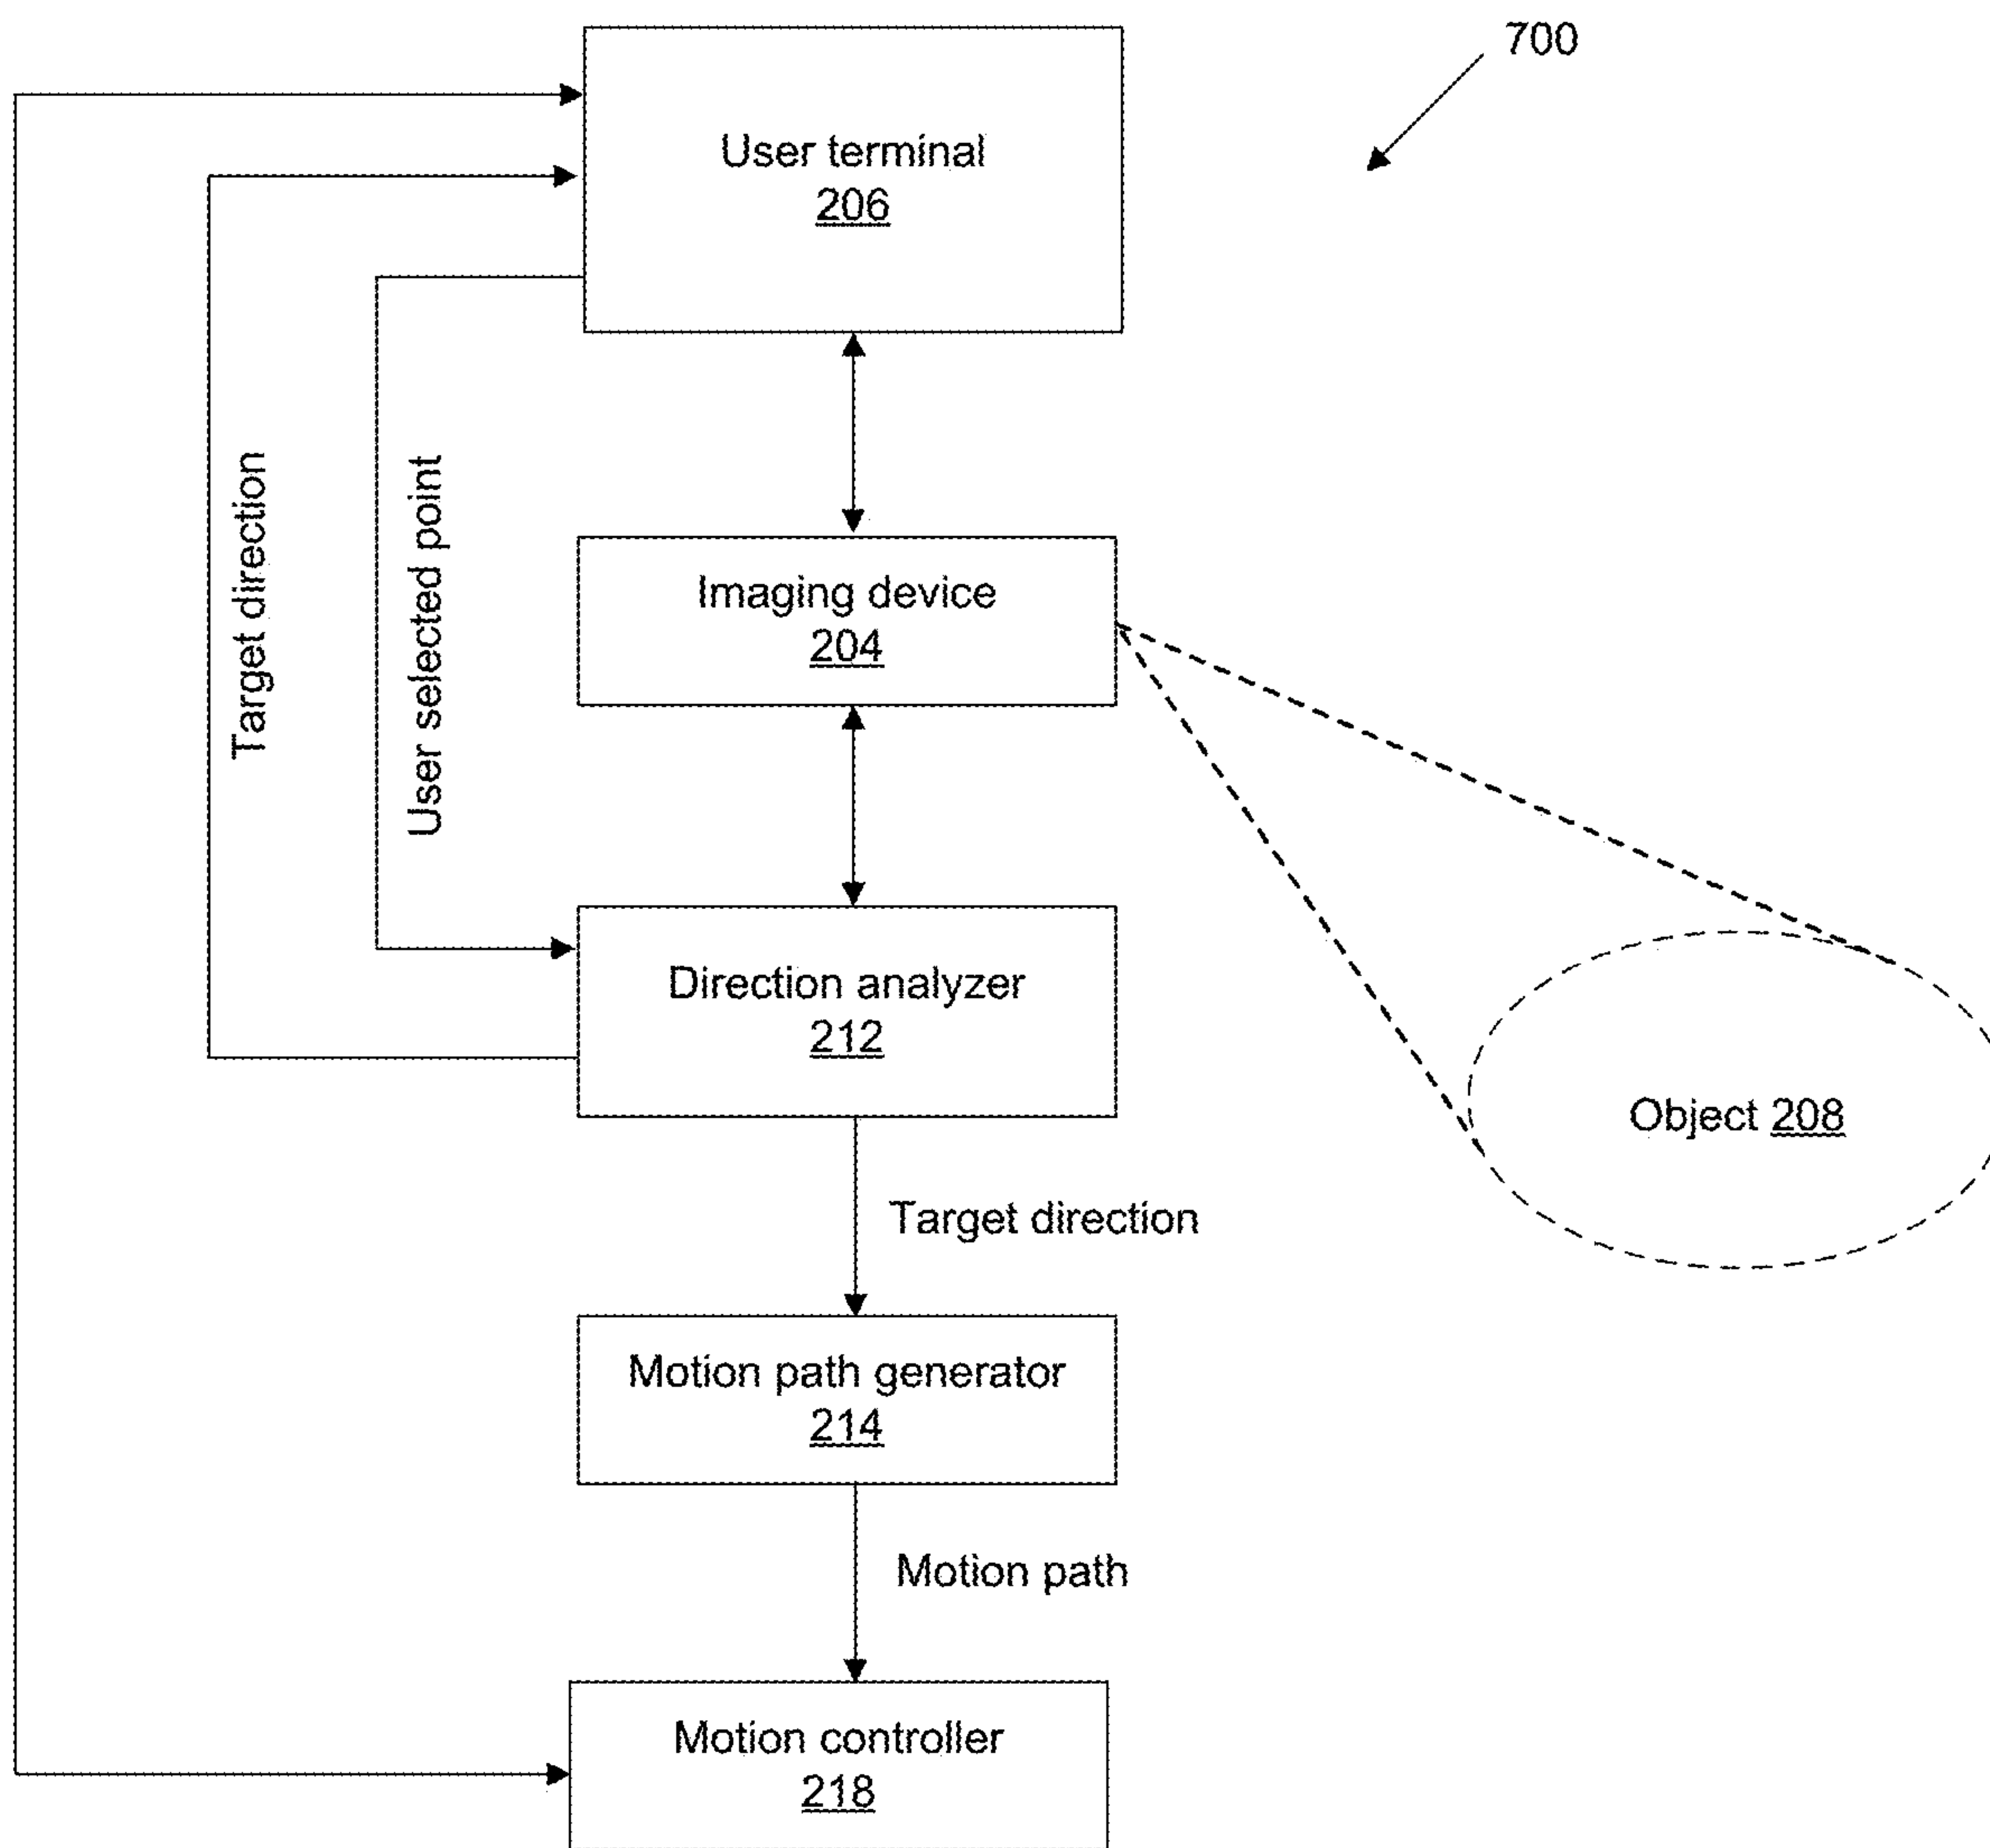 700
User terminal
206
Target direction
User selected point
Imaging device
204
Direction analyzer
212
Object 208
Target direction
Motion path generator
214
Motion path
Motion controller
218